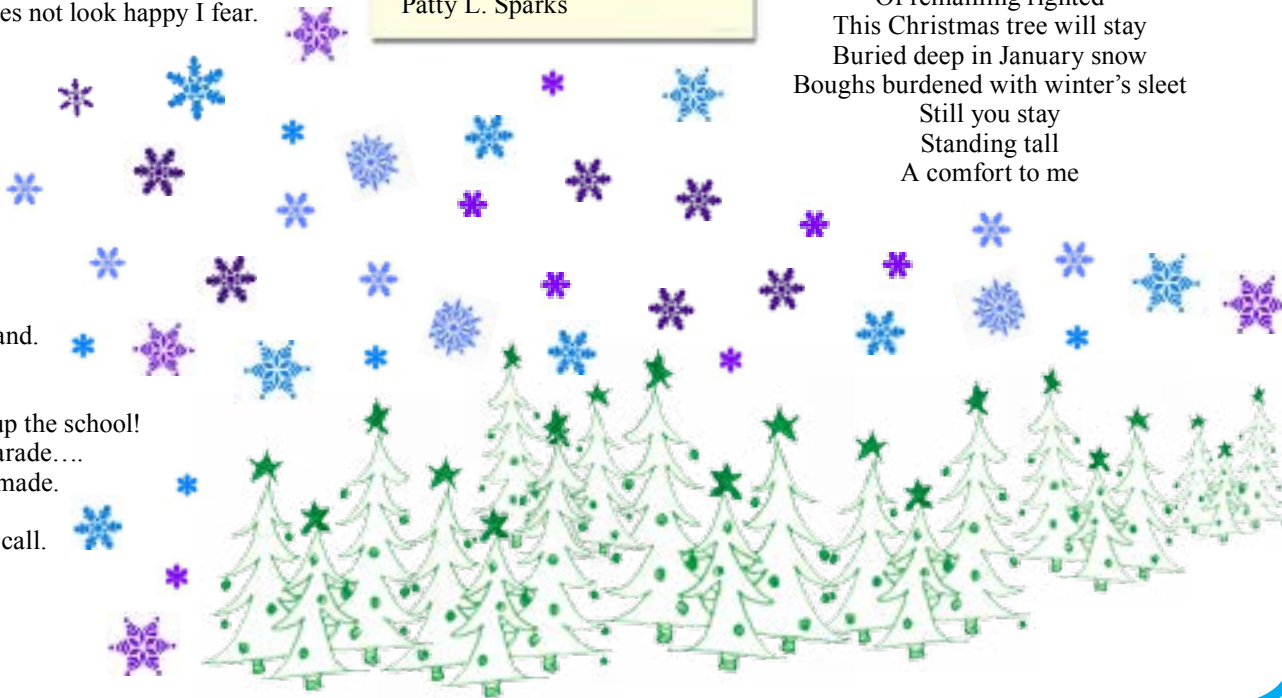 es not look happy I fear.
and.
up the school!
arade….
made.
call.
Patty L. Sparks
Of remaining righted
This Christmas tree will stay
Buried deep in January snow
Boughs burdened with winter’s sleet
Still you stay
Standing tall
A comfort to me